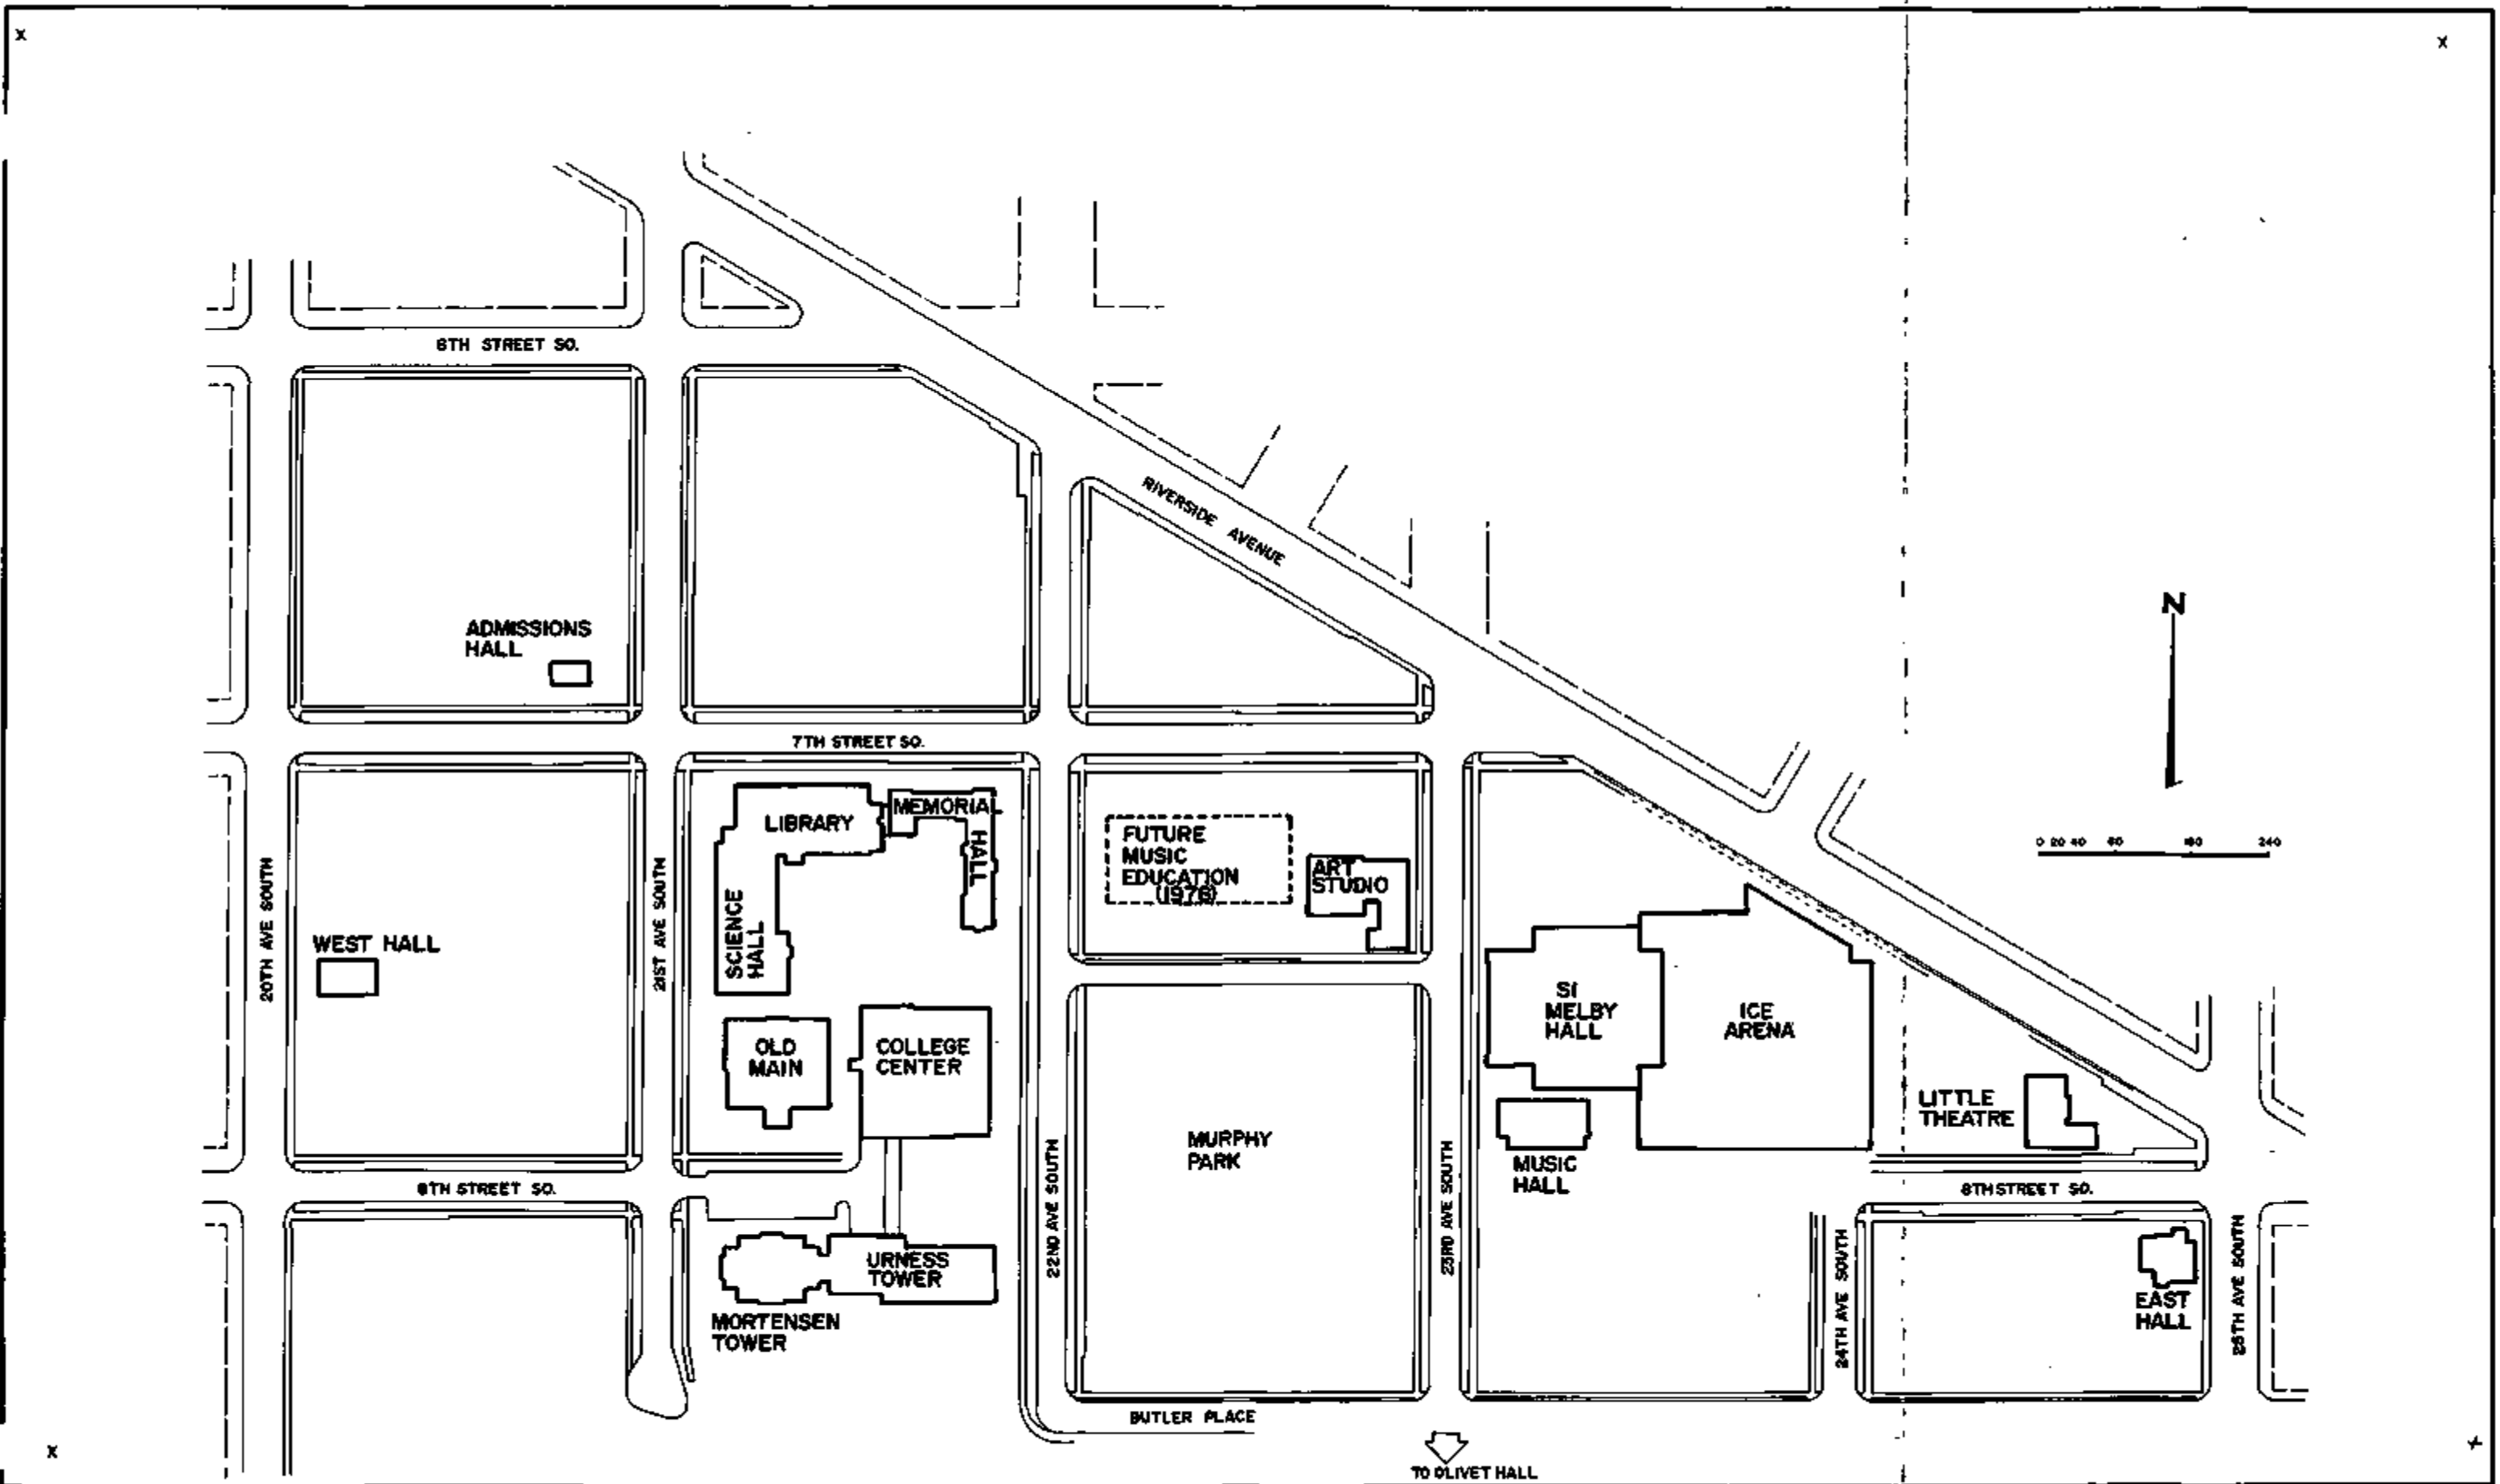 X
X
6TH STREET SO.
RIVERSIDE AVENUE
N
ADMISSIONS
HALL
7TH STREET SO.
LIBRARY
MEMORIAL
HALL
FUTURE
MUSIC
EDUCATION
(1976)
ART
STUDIO
0 20 40 80 160 240
SCIENCE
HALL
20TH AVE SOUTH
21ST AVE SOUTH
WEST HALL
SI
MELBY
HALL
ICE
ARENA
OLD
MAIN
COLLEGE
CENTER
LITTLE
THEATRE
MURPHY
PARK
MUSIC
HALL
8TH STREET SO.
8TH STREET SO.
22ND AVE SOUTH
23RD AVE SOUTH
24TH AVE SOUTH
25TH AVE SOUTH
URNESS
TOWER
MORTENSEN
TOWER
EAST
HALL
BUTLER PLACE
X
X
TO OLIVET HALL